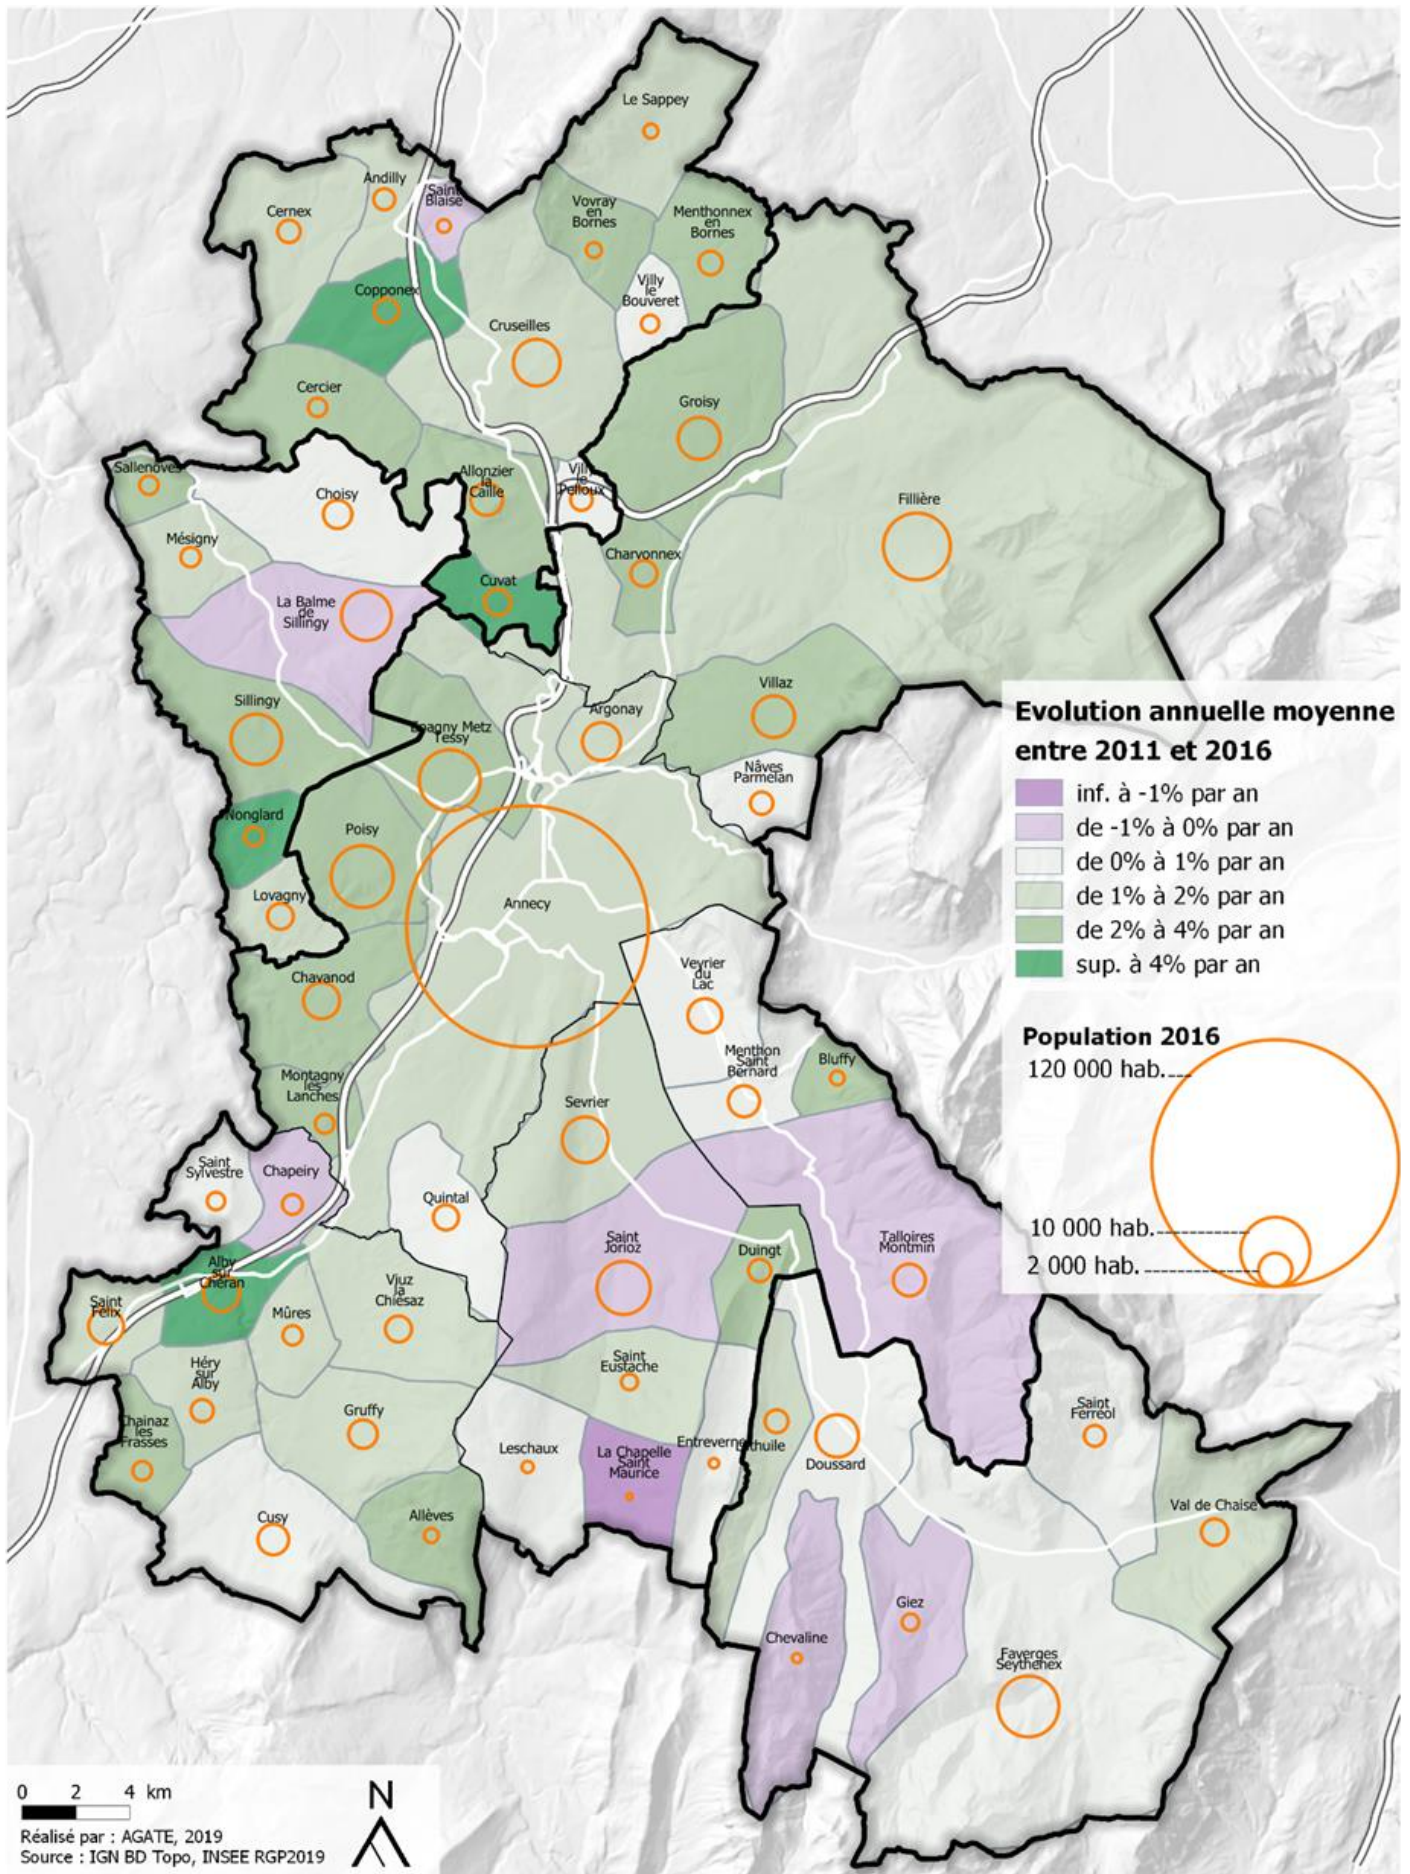 Le Sappey
Andilly
Saint
Blaise
Cernex
Vovray
en
Bornes
Menthonnex
en
Bornes
Copponex
Villy
le
Bouveret
Cruseilles
Cercier
Groisy
Sallenoves
Allonzier
la
Caille
Villy
le
Pelloux
Choisy
Fillière
Mésigny
Charvonnex
Cuvat
La Balme
de
Sillingy
Sillingy
Villaz
Argonay
Epagny Metz
Tessy
Nâves
Parmelan
Nonglard
Poisy
Lovagny
Annecy
Chavanod
Veyrier
du
Lac
Menthon
Saint
Bernard
Bluffy
Montagny
les
Lanches
Sevrier
Saint
Sylvestre
Chapeiry
Quintal
Saint
Jorioz
Duingt
Talloires
Montmin
Alby
sur
Chéran
Saint
Félix
Mûres
Viuz
la
Chiésaz
Héry
sur
Alby
Saint
Eustache
Chainaz
les
Frasses
Gruffy
Leschaux
La Chapelle
Saint
Maurice
Entrevernes
Lathuile
Doussard
Saint
Ferréol
Cusy
Allèves
Val de Chaise
Giez
Chevaline
Faverges
Seythenex
Evolution annuelle moyenne
entre 2011 et 2016
inf. à -1% par an
de -1% à 0% par an
de 0% à 1% par an
de 1% à 2% par an
de 2% à 4% par an
sup. à 4% par an
Population 2016
120 000 hab.
10 000 hab.
2 000 hab.
0 2 4 km
N
Réalisé par : AGATE, 2019
Source : IGN BD Topo, INSEE RGP2019